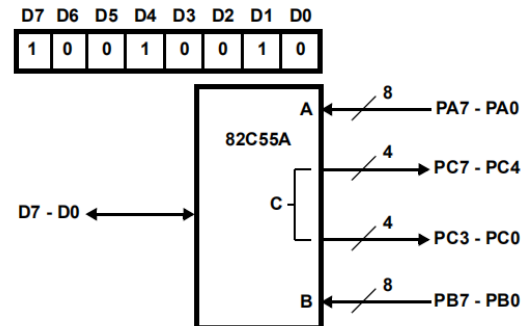 D7 D6 D5 D4 D3 D2 D1 D0
1 0 0 1 0 0 1 0
A
8
PA7 - PA0
82C55A
4
PC7 - PC4
C
D7 - D0
4
PC3 - PC0
B
8
PB7 - PB0